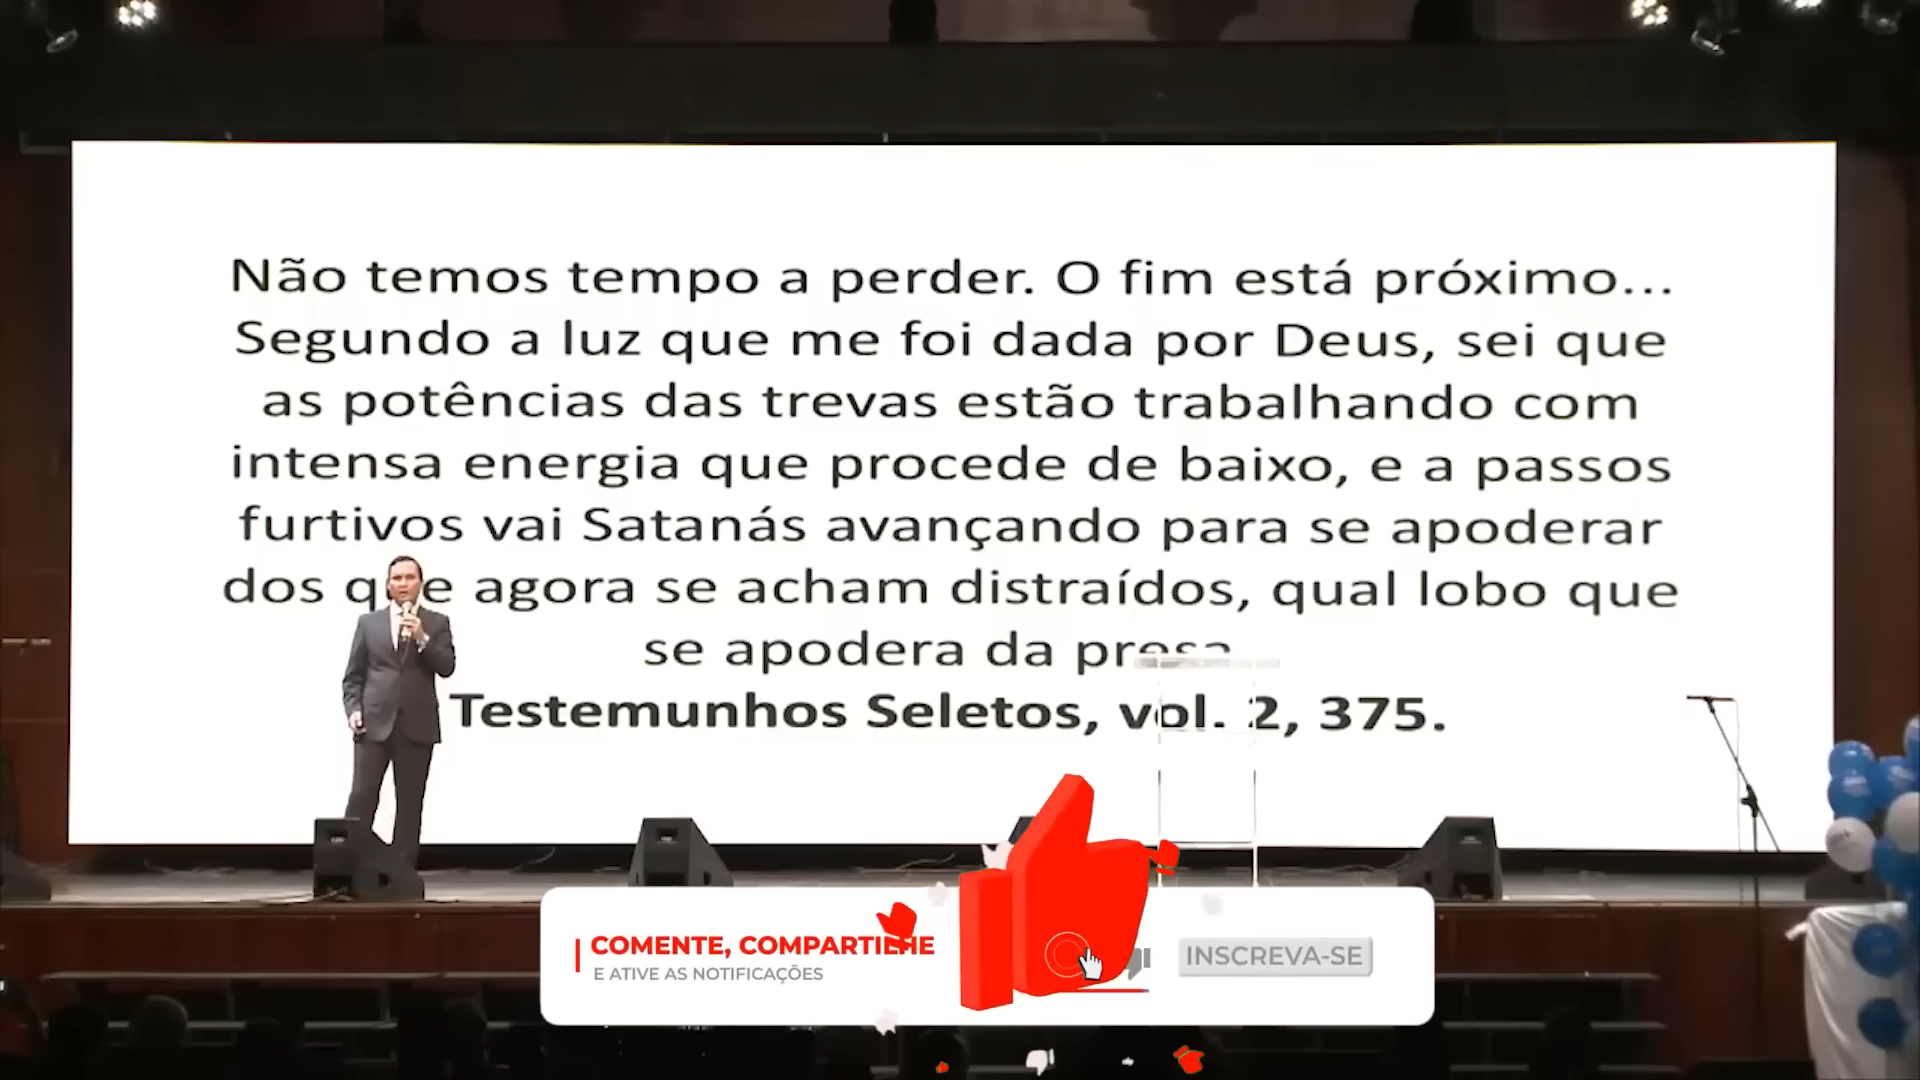 Não temos tempo a perder. O fim está próximo...
Segundo a luz que me foi dada por Deus, sei que
as potências das trevas estão trabalhando com
intensa energia que procede de baixo, e a passos
furtivos vai Satanás avançando para se apoderar
dos que agora se acham distraídos, qual lobo que
se apodera da presa
Testemunhos Seletos, vol. 2, 375.
COMENTE, COMPARTILHE
E ATIVE AS NOTIFICAÇÕES
INSCREVA-SE